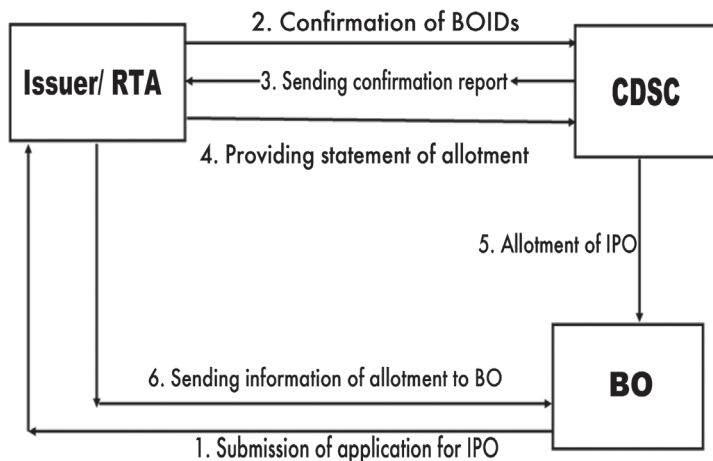 2. Confirmation of BOIDs
Issuer/ RTA
3. Sending confirmation report
CDSC
4. Providing statement of allotment
5. Allotment of IPO
6. Sending information of allotment to BO
BO
1. Submission of application for IPO